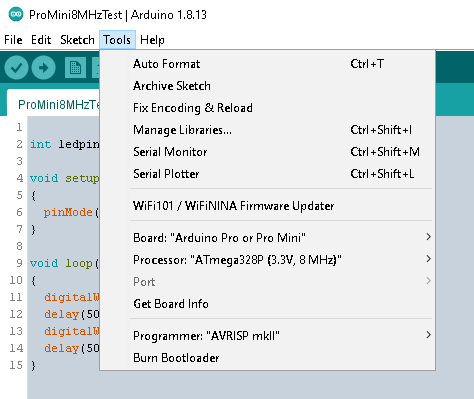 ProMini8MHzTest | Arduino 1.8.13
File Edit Sketch Tools Help
ProMini8MHzTe
Auto Format Ctrl+T
Archive Sketch
Fix Encoding & Reload
Manage Libraries... Ctrl+Shift+I
Serial Monitor Ctrl+Shift+M
Serial Plotter Ctrl+Shift+L
WiFi101 / WiFiNINA Firmware Updater
Board: "Arduino Pro or Pro Mini"
Processor: "ATmega328P (3.3V, 8 MHz)"
Port
Get Board Info
Programmer: "AVRISP mkII"
Burn Bootloader
1
2 int ledpin
3
4 void setup
5 {
6 pinMode(
7 }
8
9 void loop(
10 {
11 digitalW
12 delay(50
13 digitalW
14 delay(50
15 }